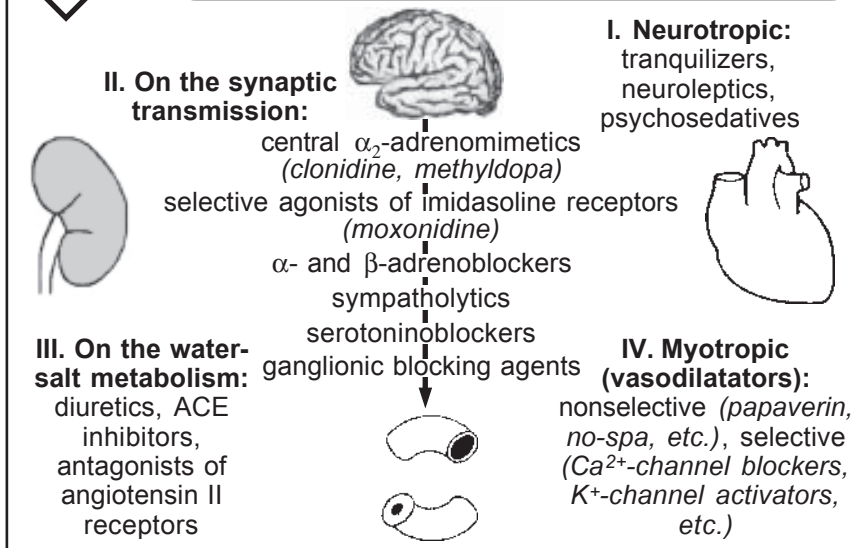 I. Neurotropic:
tranquilizers,
neuroleptics,
psychosedatives
II. On the synaptic
transmission:
central α₂-adrenomimetics
(clonidine, methyldopa)
selective agonists of imidasoline receptors
(moxonidine)
α- and β-adrenoblockers
sympatholytics
serotoninoblockers
ganglionic blocking agents
III. On the water-
salt metabolism:
diuretics, ACE
inhibitors,
antagonists of
angiotensin II
receptors
IV. Myotropic
(vasodilatators):
nonselective (papaverin,
no-spa, etc.), selective
(Ca²⁺-channel blockers,
K⁺-channel activators,
etc.)